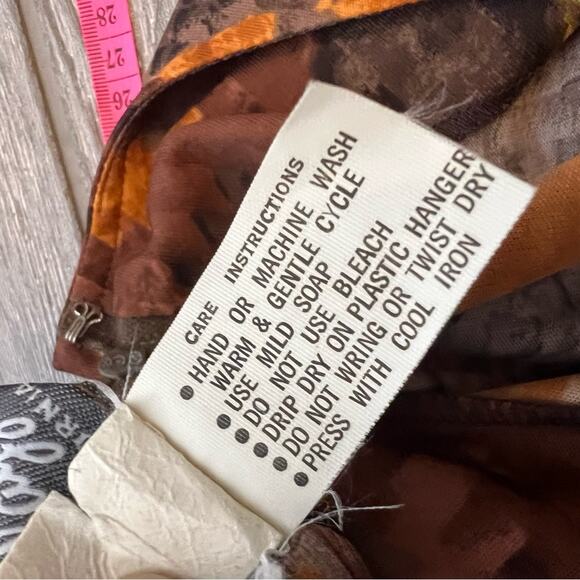 28
27
26
CARE INSTRUCTIONS
HAND OR MACHINE WASH
WARM & GENTLE CYCLE
USE MILD SOAP
DO NOT USE BLEACH
DRIP DRY ON PLASTIC HANGER
DO NOT WRING OR TWIST DRY
PRESS WITH COOL IRON